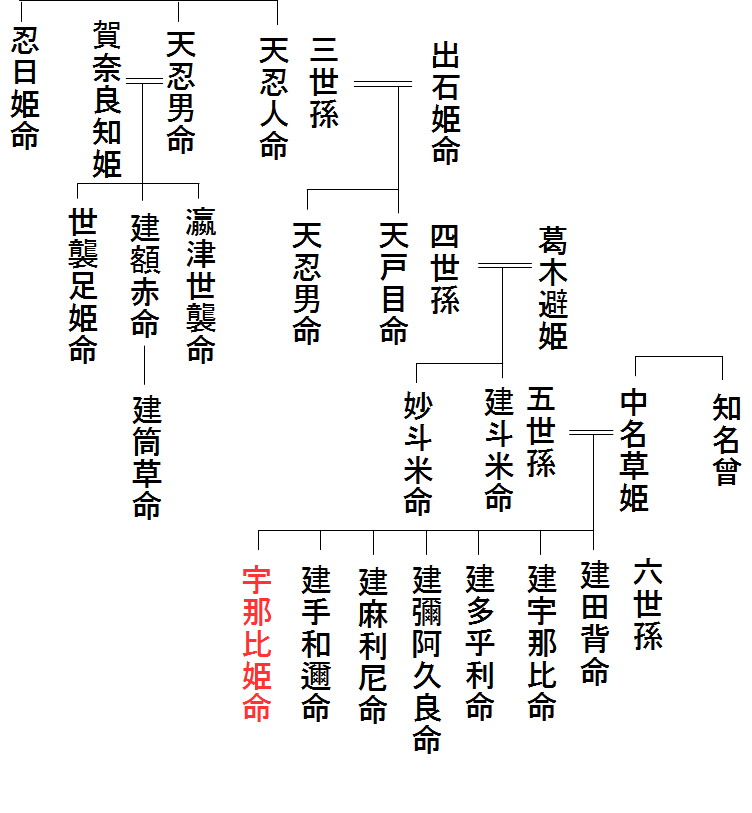 出石姫命
三世孫
天忍人命
天忍男命
賀奈良知姫
忍日姫命
葛木避姫
四世孫
天戸目命
天忍男命
瀛津世襲命
建額赤命
世襲足姫命
知名曾
中名草姫
五世孫
建斗米命
妙斗米命
建筒草命
六世孫
建田背命
建宇那比命
建多乎利命
建彌阿久良命
建麻利尼命
建手和邇命
宇那比姫命